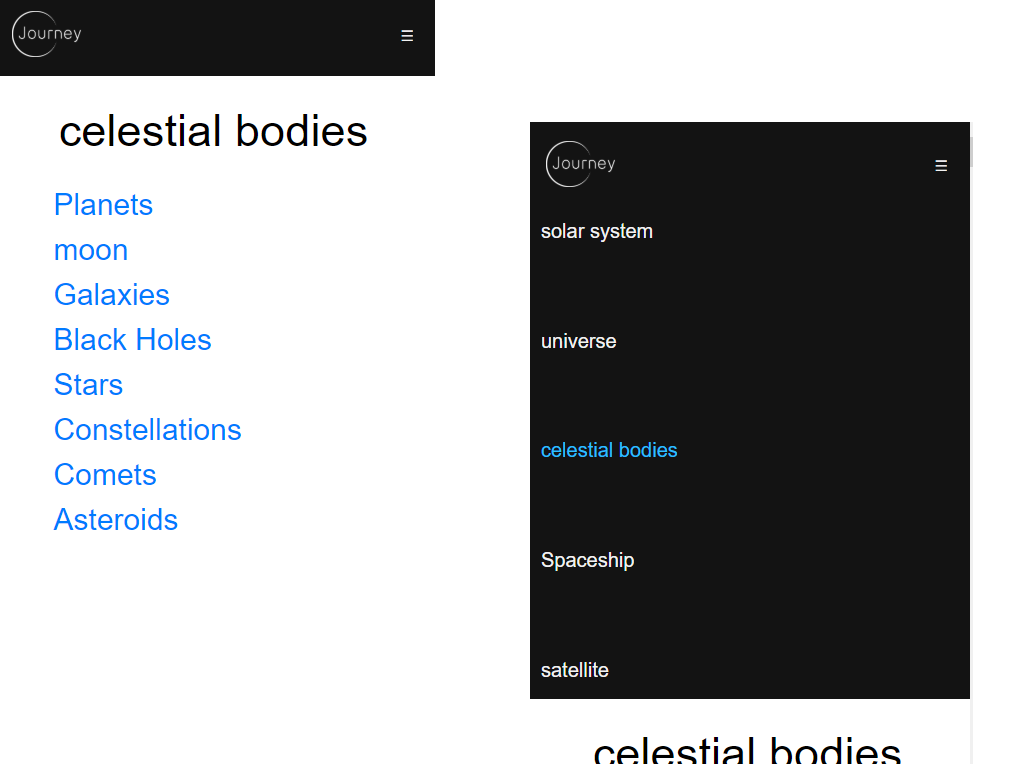 Journey
☰
celestial bodies
Planets
moon
Galaxies
Black Holes
Stars
Constellations
Comets
Asteroids
Journey
☰
solar system
universe
celestial bodies
Spaceship
satellite
celestial bodies